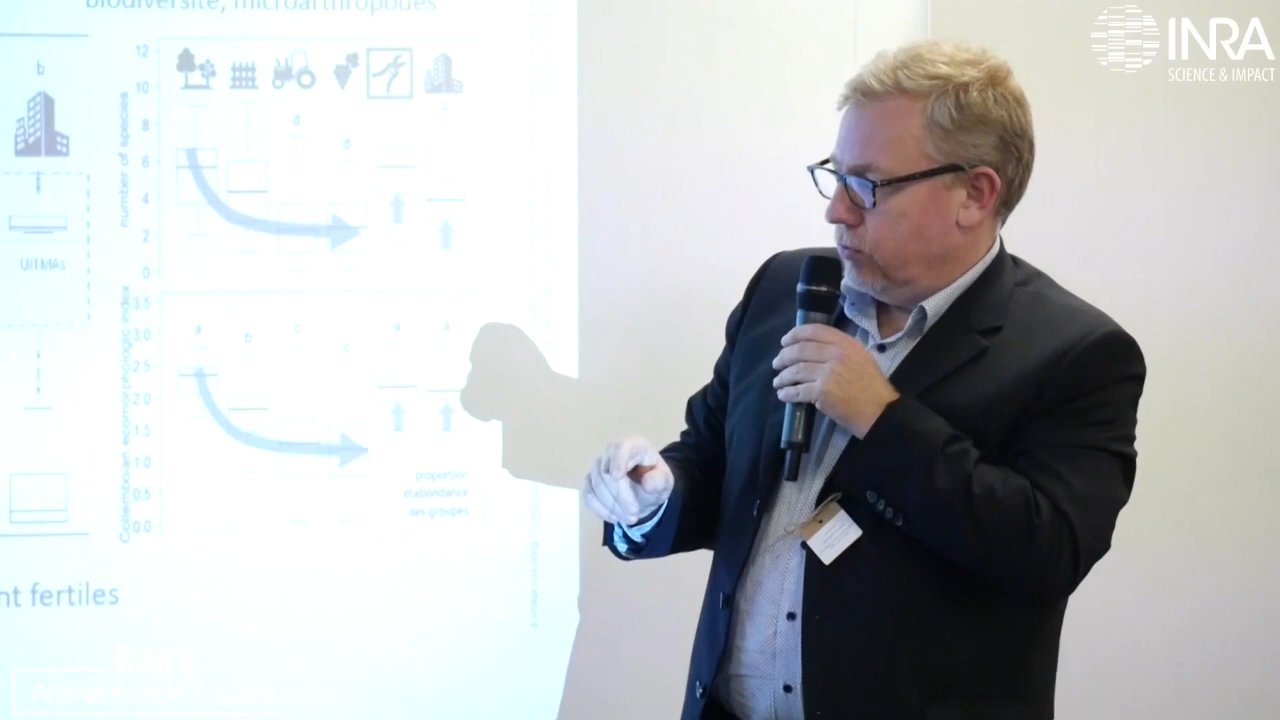 biodiversité, microarthropodes
INRA
SCIENCE & IMPACT
b
UITMAs
nt fertiles
number of species
12
10
8
6
4
2
0
d
d
c
Collembolan ecomorphologic index
3.5
3.0
2.5
2.0
1.5
1.0
0.5
0.0
a
b
c
c
a
a
proportion
etabondance
des groupes